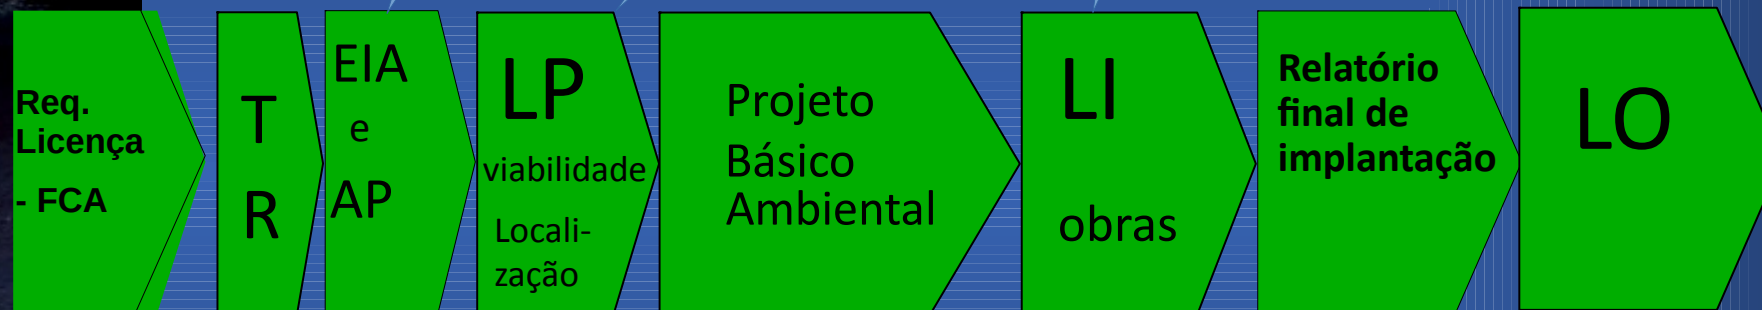 Req.
Licença
- FCA
T
R
EIA
e
AP
LP
viabilidade
Locali-
zação
Projeto
Básico
Ambiental
LI
obras
Relatório
final de
implantação
LO